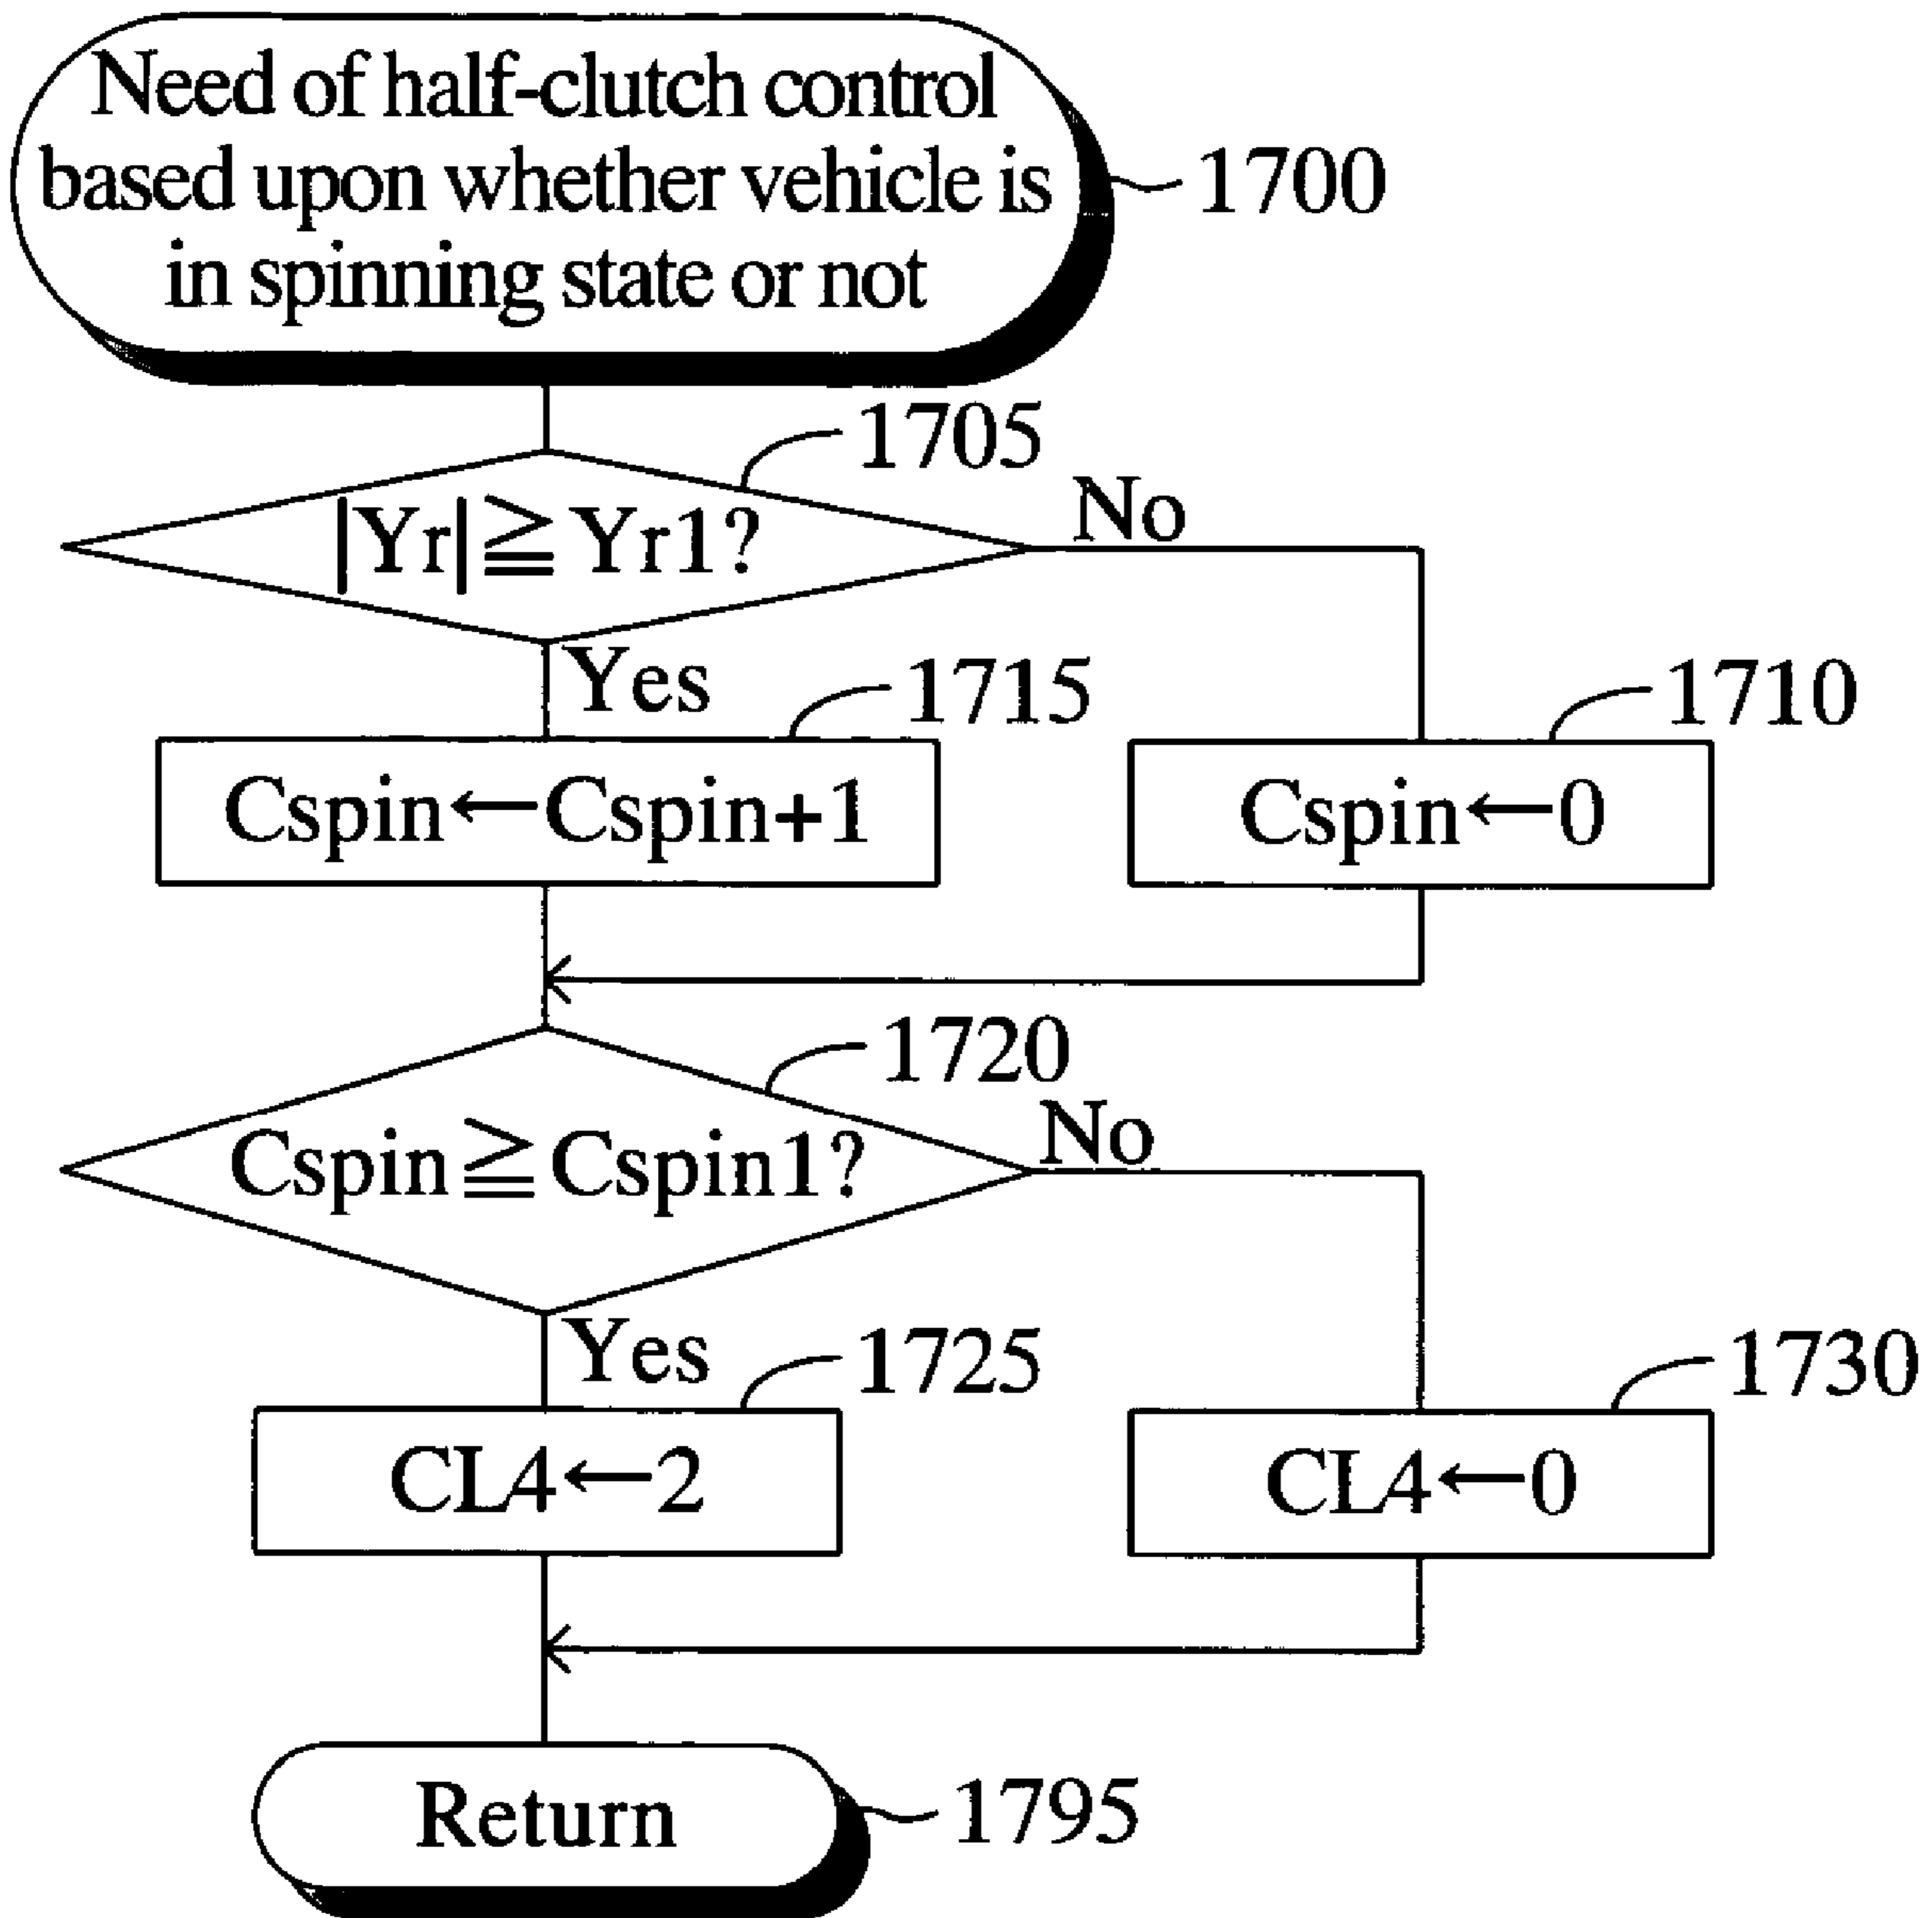 Need of half-clutch control
based upon whether vehicle is
in spinning state or not
1700
1705
|Yr|≧Yr1?
No
Yes
1715
1710
Cspin←Cspin+1
Cspin←0
1720
Cspin≧Cspin1?
No
Yes
1725
1730
CL4←2
CL4←0
Return
1795